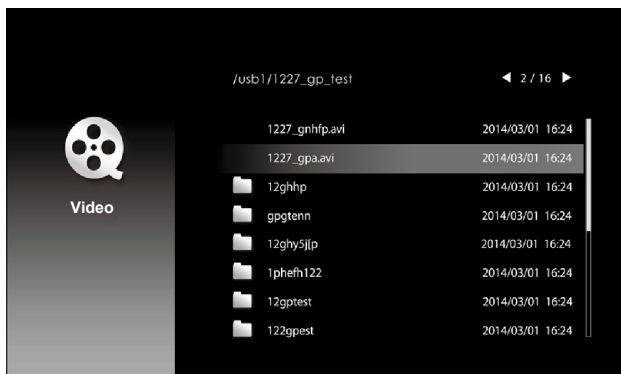 /usb1/1227_gp_test ◀ 2/16 ▶
1227_gnhfp.avi 2014/03/01 16:24
1227_gpa.avi 2014/03/01 16:24
12ghhp 2014/03/01 16:24
Video
gpgtenn 2014/03/01 16:24
12ghy5j[p 2014/03/01 16:24
1phefh122 2014/03/01 16:24
12gptest 2014/03/01 16:24
122gpest 2014/03/01 16:24